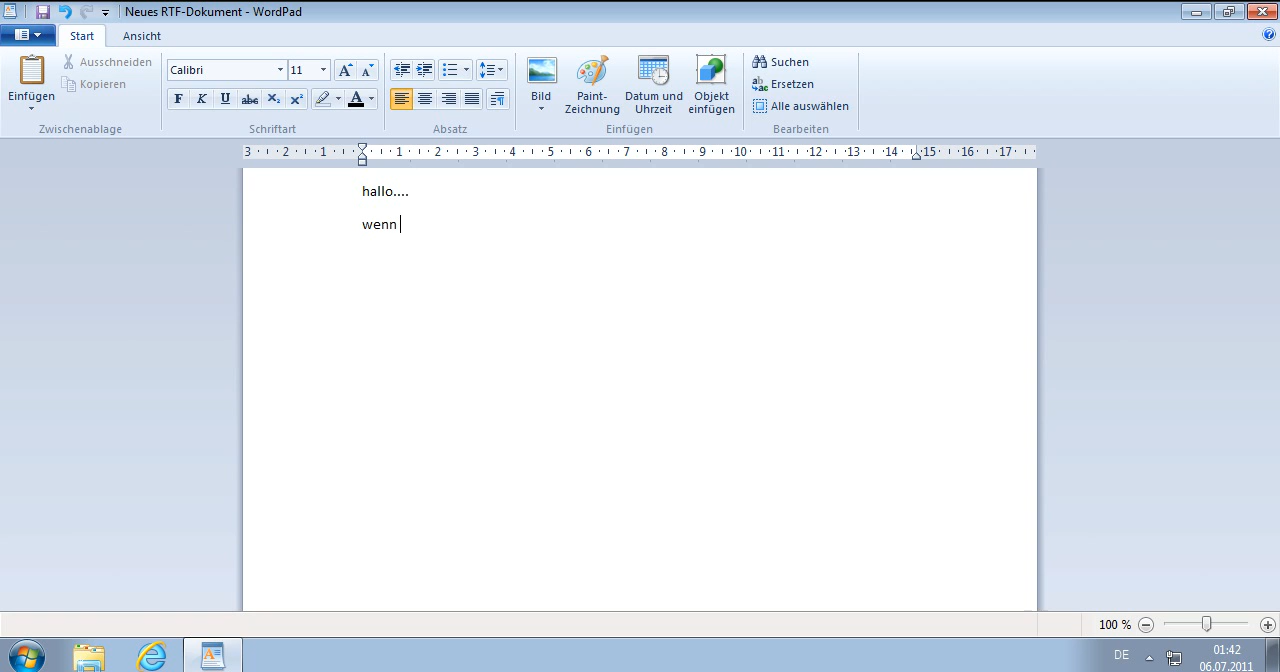 Neues RTF-Dokument - WordPad
Start Ansicht
Einfügen
Ausschneiden
Kopieren
Zwischenablage
Calibri 11
F K U abc X₂ X²
Schriftart
Absatz
Bild
Paint-Zeichnung
Datum und Uhrzeit
Objekt einfügen
Einfügen
Suchen
Ersetzen
Alle auswählen
Bearbeiten
3 2 1 1 2 3 4 5 6 7 8 9 10 11 12 13 14 15 16 17
hallo....
wenn
100 %
DE
01:42
06.07.2011